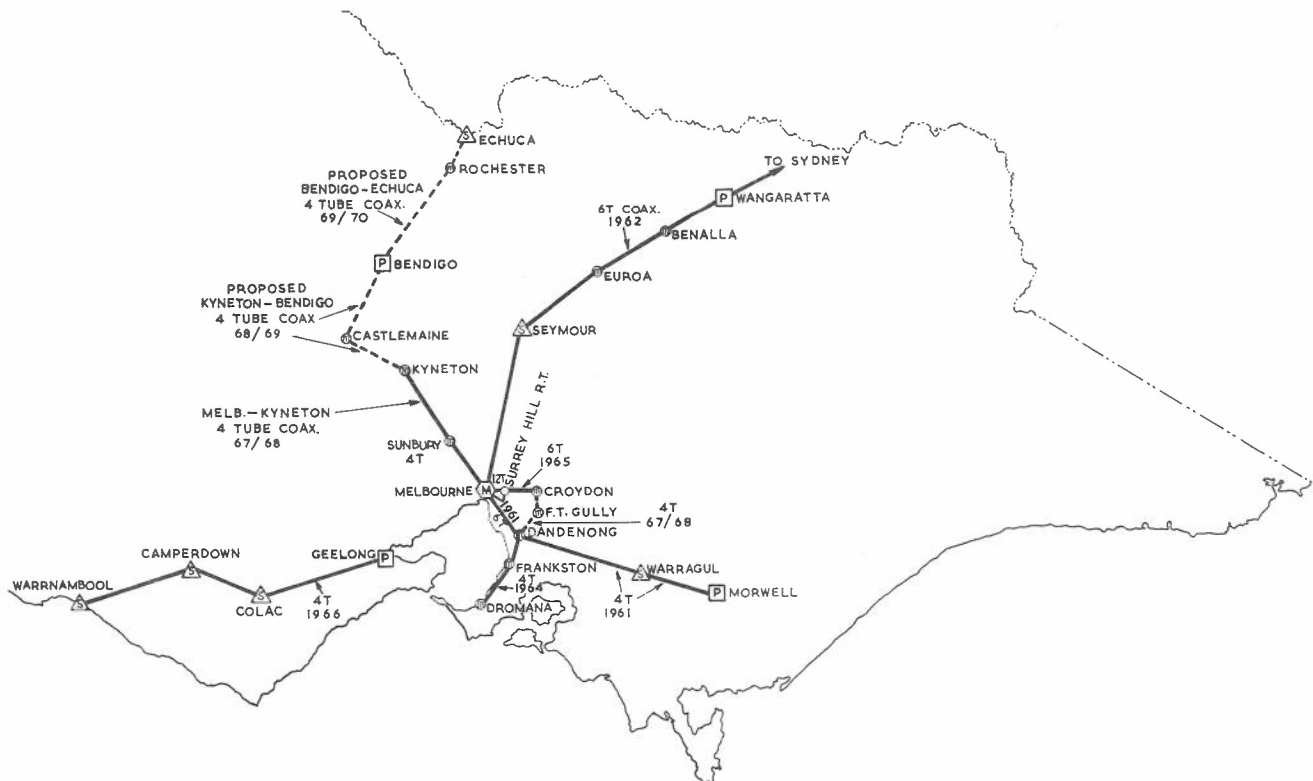 S
ECHUCA
m
ROCHESTER
PROPOSED
BENDIGO-ECHUCA
4 TUBE COAX.
69/70
TO SYDNEY
P
WANGARATTA
6T COAX.
1962
m
BENALLA
P
BENDIGO
m
EUROA
PROPOSED
KYNETON-BENDIGO
4 TUBE COAX
68/69
S
SEYMOUR
m
CASTLEMAINE
m
KYNETON
MELB.-KYNETON
4 TUBE COAX.
67/68
SURREY HILL R.T.
SUNBURY
4T
m
6T
1965
12T
MELBOURNE
M
m
CROYDON
1961
6T
m
F.T. GULLY
4T
67/68
m
DANDENONG
CAMPERDOWN
S
GEELONG
P
m
FRANKSTON
S
WARRAGUL
WARRNAMBOOL
S
COLAC
S
4T
1966
4T
1964
m
DROMANA
4T
1961
P
MORWELL